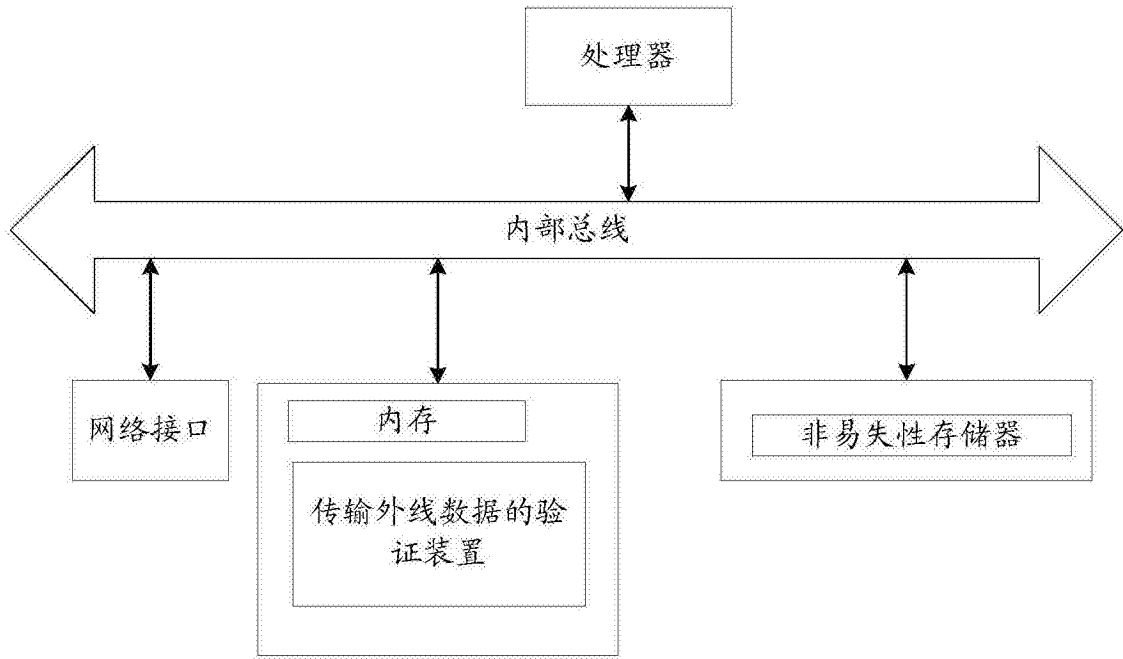 处理器
内部总线
网络接口
内存
非易失性存储器
传输外线数据的验
证装置